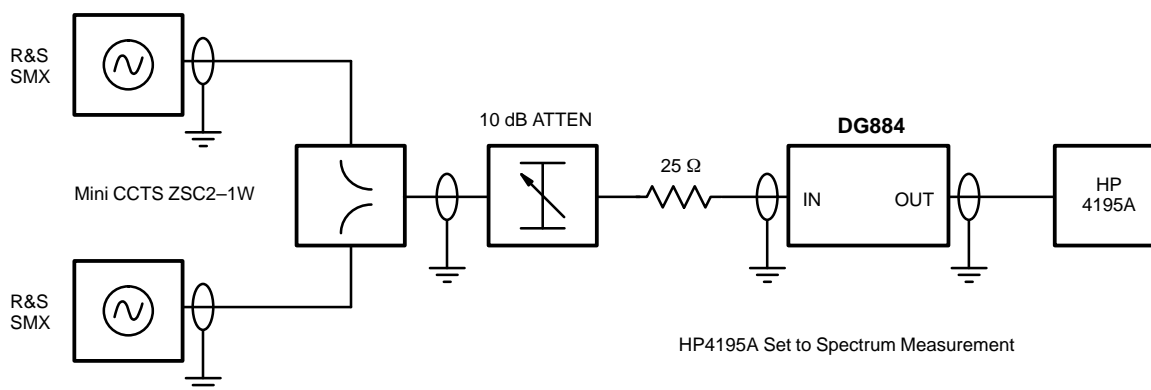 R&S
SMX
10 dB ATTEN
DG884
25 Ω
Mini CCTS ZSC2–1W
IN
OUT
HP
4195A
R&S
SMX
HP4195A Set to Spectrum Measurement